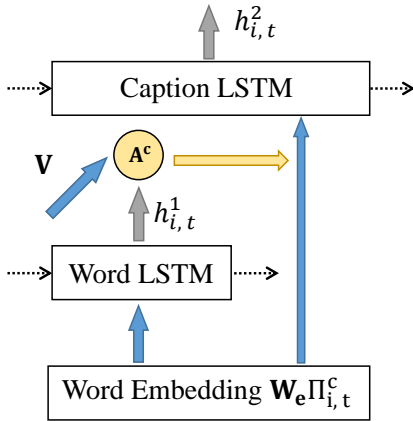 h²ᵢ,ₜ
Caption LSTM
V
Aᶜ
h¹ᵢ,ₜ
Word LSTM
Word Embedding WₑΠᶜᵢ,ₜ